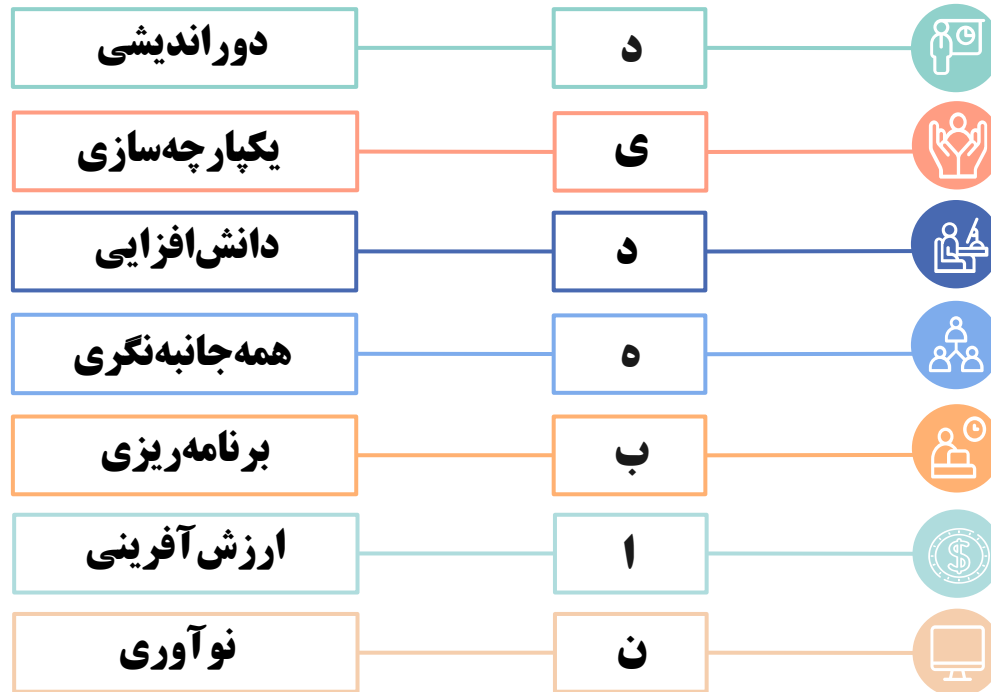 د دوراندیشی
ی یکپارچه‌سازی
د دانش‌افزایی
ه همه‌جانبه‌نگری
ب برنامه‌ریزی
ا ارزش‌آفرینی
ن نوآوری